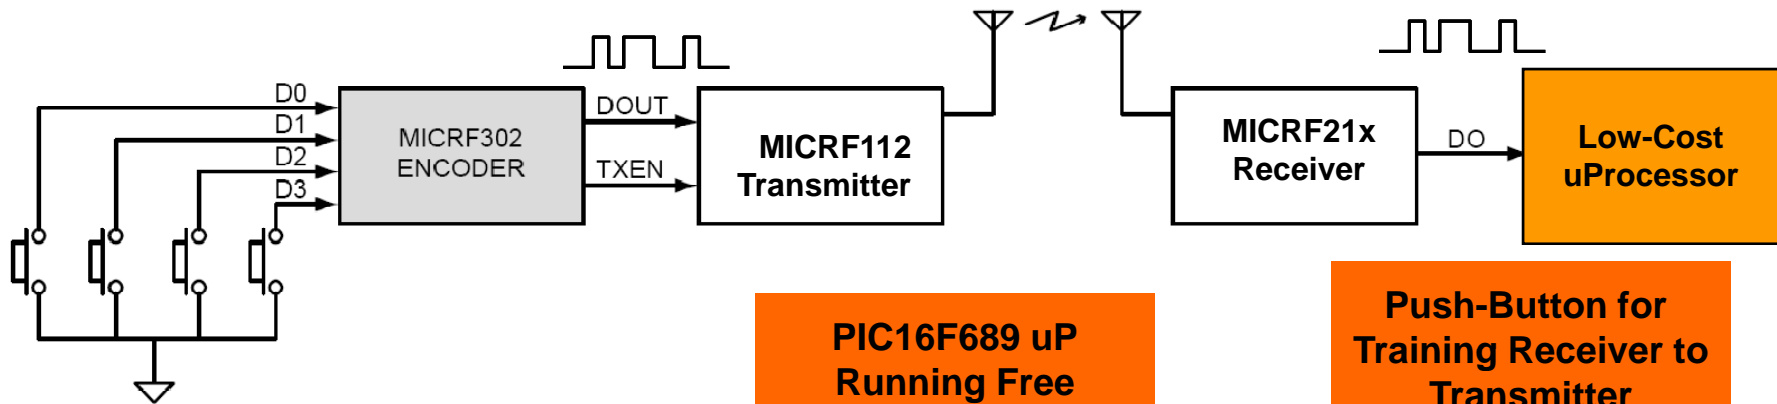 D0
D1
D2
D3
MICRF302
ENCODER
DOUT
TXEN
MICRF112
Transmitter
MICRF21x
Receiver
DO
Low-Cost
uProcessor
PIC16F689 uP
Running Free
Push-Button for
Training Receiver to
Transmitter